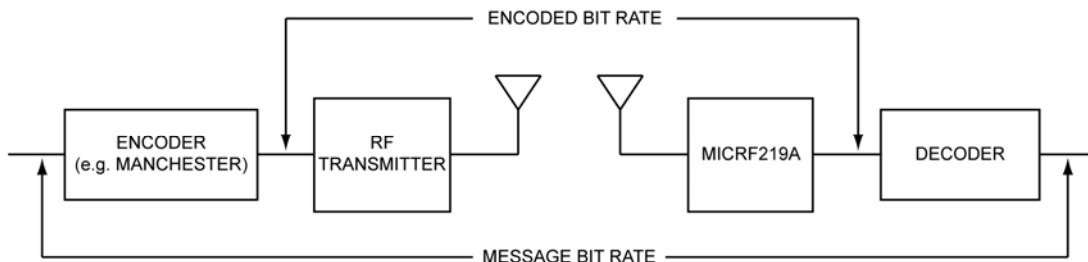 ENCODED BIT RATE
ENCODER
(e.g. MANCHESTER)
RF
TRANSMITTER
MICRF219A
DECODER
MESSAGE BIT RATE